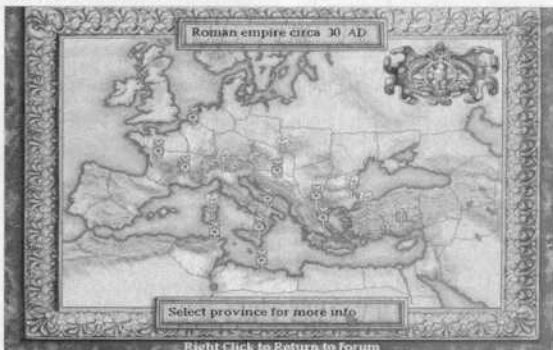 Roman empire circa 30 AD
Select province for more info
Right Click to Return to Forum